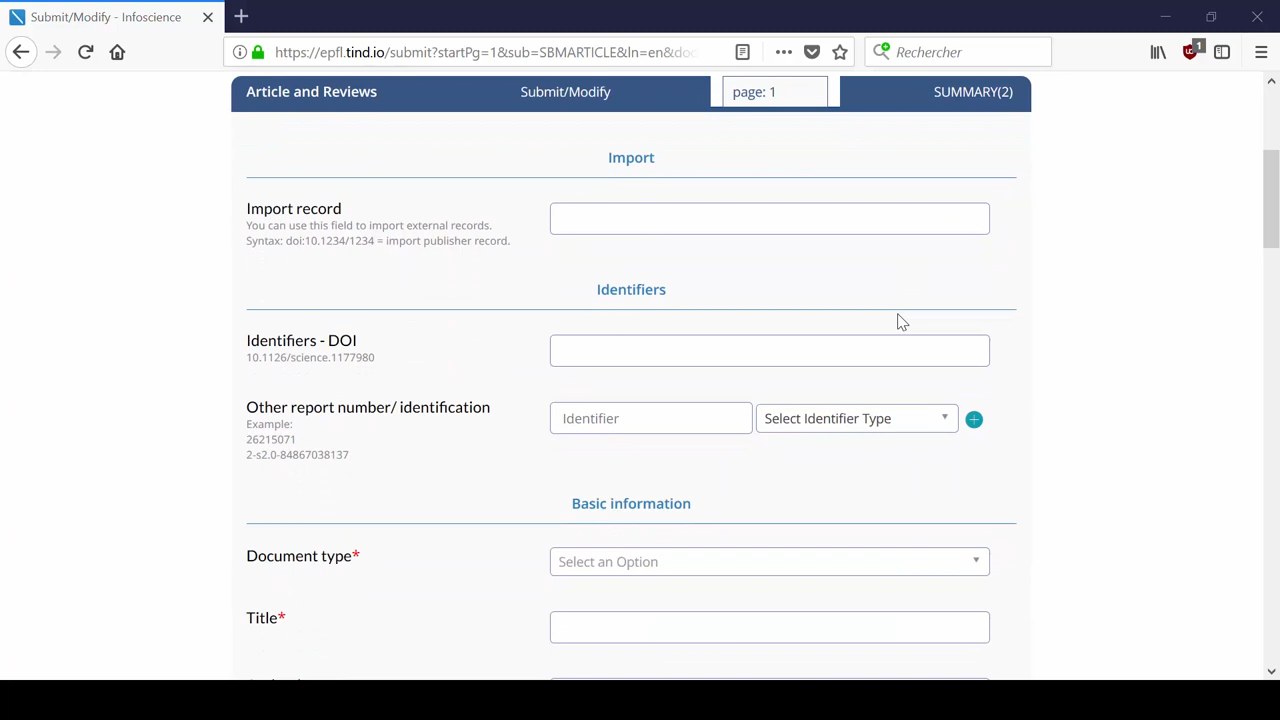 Submit/Modify - Infoscience
https://epfl.tind.io/submit?startPg=1&sub=SBMARTICLE&ln=en&do
Rechercher
1
Article and Reviews Submit/Modify page: 1 SUMMARY(2)
Import
Import record
You can use this field to import external records.
Syntax: doi:10.1234/1234 = import publisher record.
Identifiers
Identifiers - DOI
10.1126/science.1177980
Other report number/ identification
Identifier Select Identifier Type
Example:
26215071
2-s2.0-84867038137
Basic information
Document type*
Select an Option
Title*